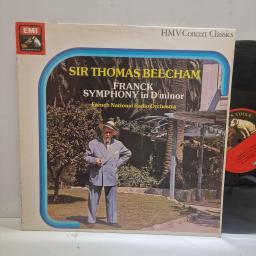 EMI
HMV Concert Classics
SIR THOMAS BEECHAM
FRANCK
SYMPHONY in D minor
French National Radio Orchestra